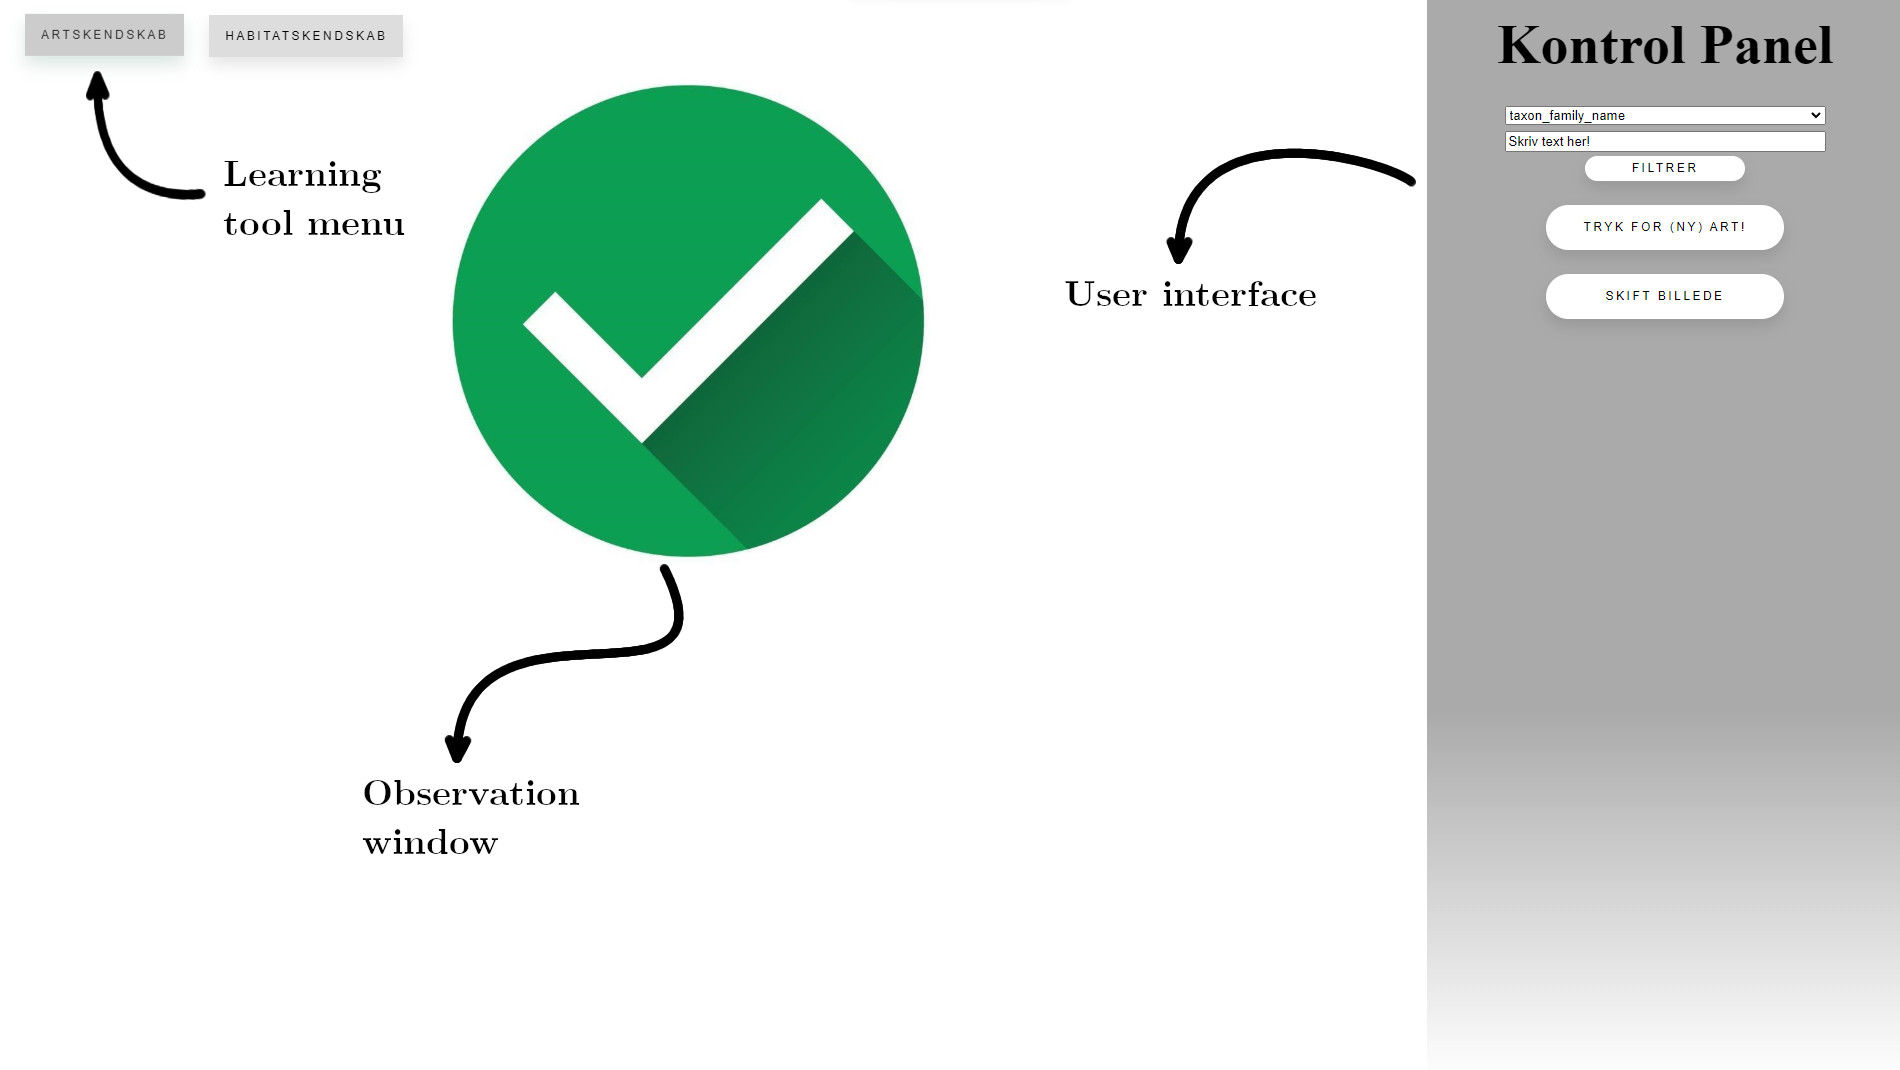 ARTSKENDSKAB
HABITATSKENDSKAB
Learning
tool menu
User interface
Observation
window
Kontrol Panel
taxon_family_name
Skriv text her!
FILTRER
TRYK FOR (NY) ART!
SKIFT BILLEDE